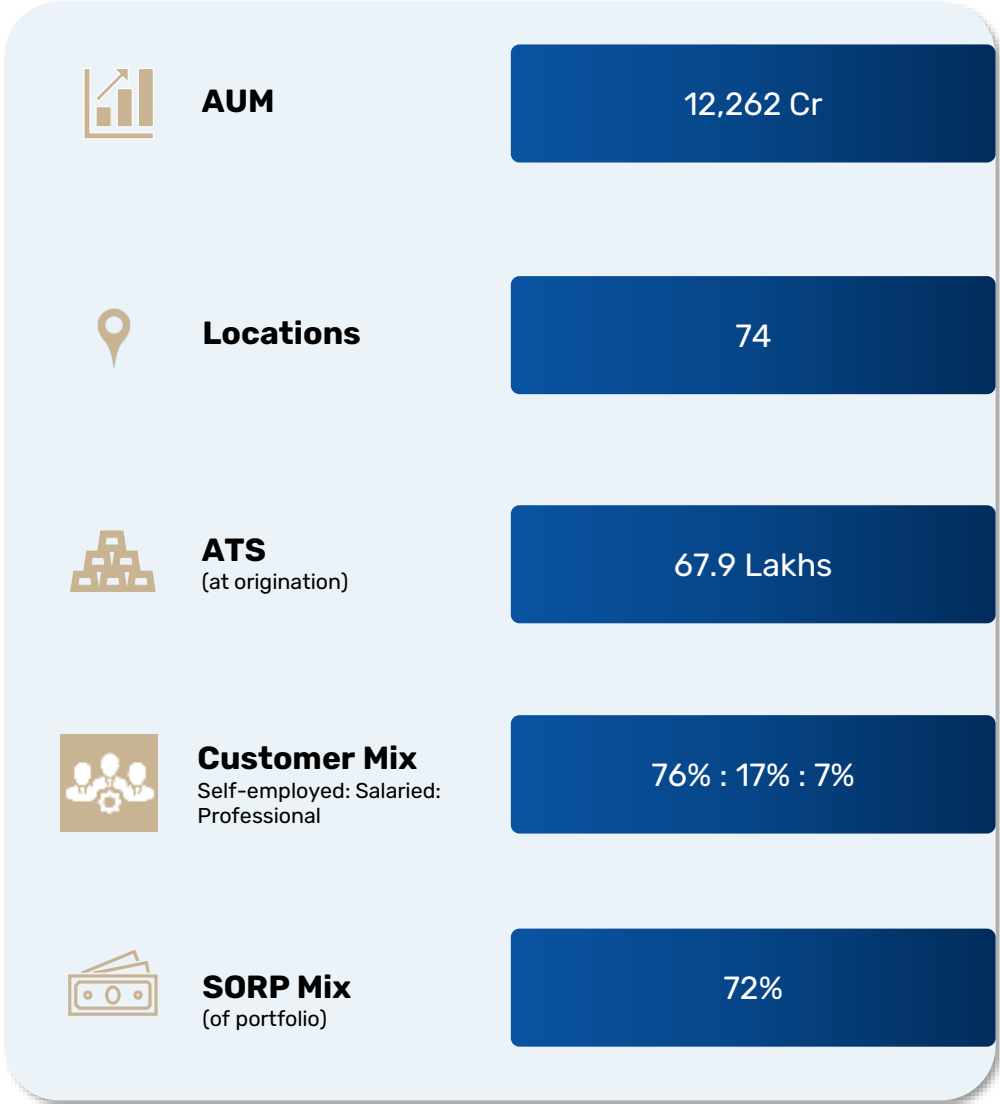 AUM
12,262 Cr
Locations
74
ATS
(at origination)
67.9 Lakhs
Customer Mix
Self-employed: Salaried:
Professional
76% : 17% : 7%
SORP Mix
(of portfolio)
72%